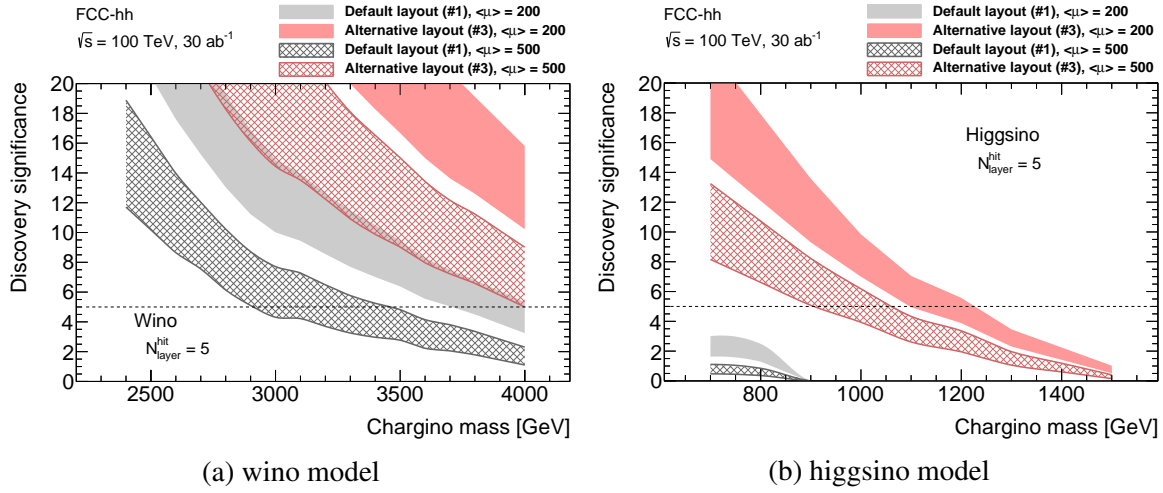 FCC-hh
√s = 100 TeV, 30 ab⁻¹
Default layout (#1), <μ> = 200
Alternative layout (#3), <μ> = 200
Default layout (#1), <μ> = 500
Alternative layout (#3), <μ> = 500
Discovery significance
20
18
16
14
12
10
8
6
4
2
0
Wino
N^hit_layer = 5
2500 3000 3500 4000
Chargino mass [GeV]
(a) wino model
FCC-hh
√s = 100 TeV, 30 ab⁻¹
Default layout (#1), <μ> = 200
Alternative layout (#3), <μ> = 200
Default layout (#1), <μ> = 500
Alternative layout (#3), <μ> = 500
Discovery significance
20
18
16
14
12
10
8
6
4
2
0
Higgsino
N^hit_layer = 5
800 1000 1200 1400
Chargino mass [GeV]
(b) higgsino model